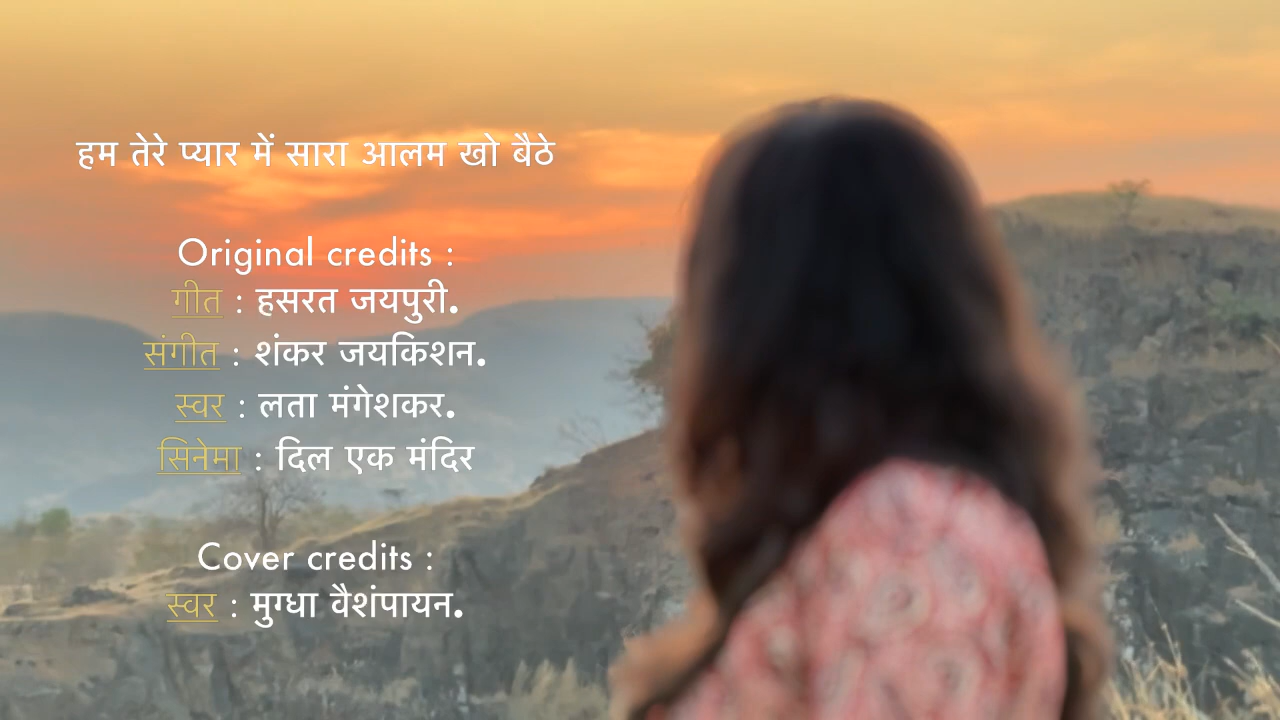 हम तेरे प्यार में सारा आलम खो बैठे
Original credits :
गीत : हसरत जयपुरी.
संगीत : शंकर जयकिशन.
स्वर : लता मंगेशकर.
सिनेमा : दिल एक मंदिर
Cover credits :
स्वर : मुग्धा वैशंपायन.